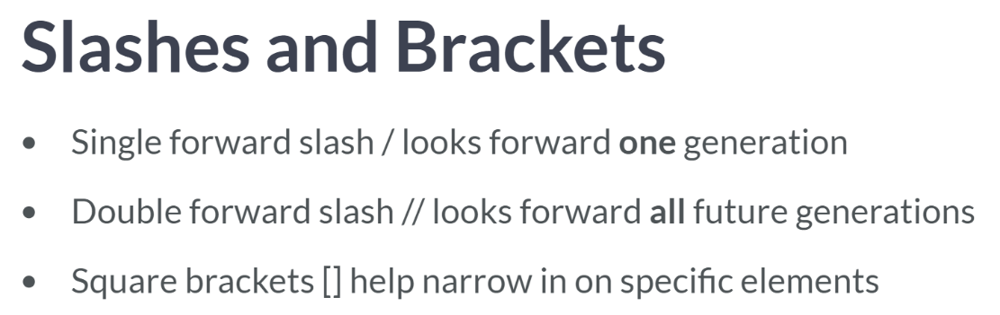 Slashes and Brackets
• Single forward slash / looks forward one generation
• Double forward slash // looks forward all future generations
• Square brackets [] help narrow in on specific elements